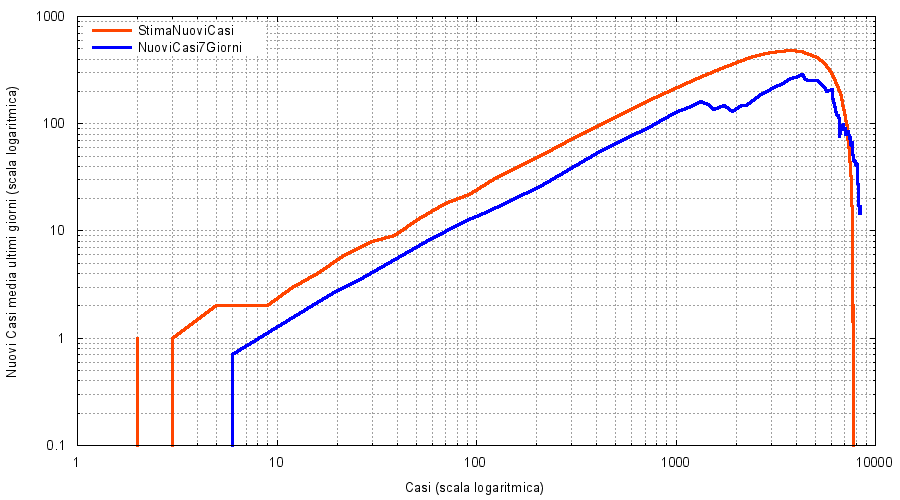 1000
StimaNuoviCasi
NuoviCasi7Giorni
100
10
1
0.1
Nuovi Casi media ultimi giorni (scala logaritmica)
1 10 100 1000 10000
Casi (scala logaritmica)